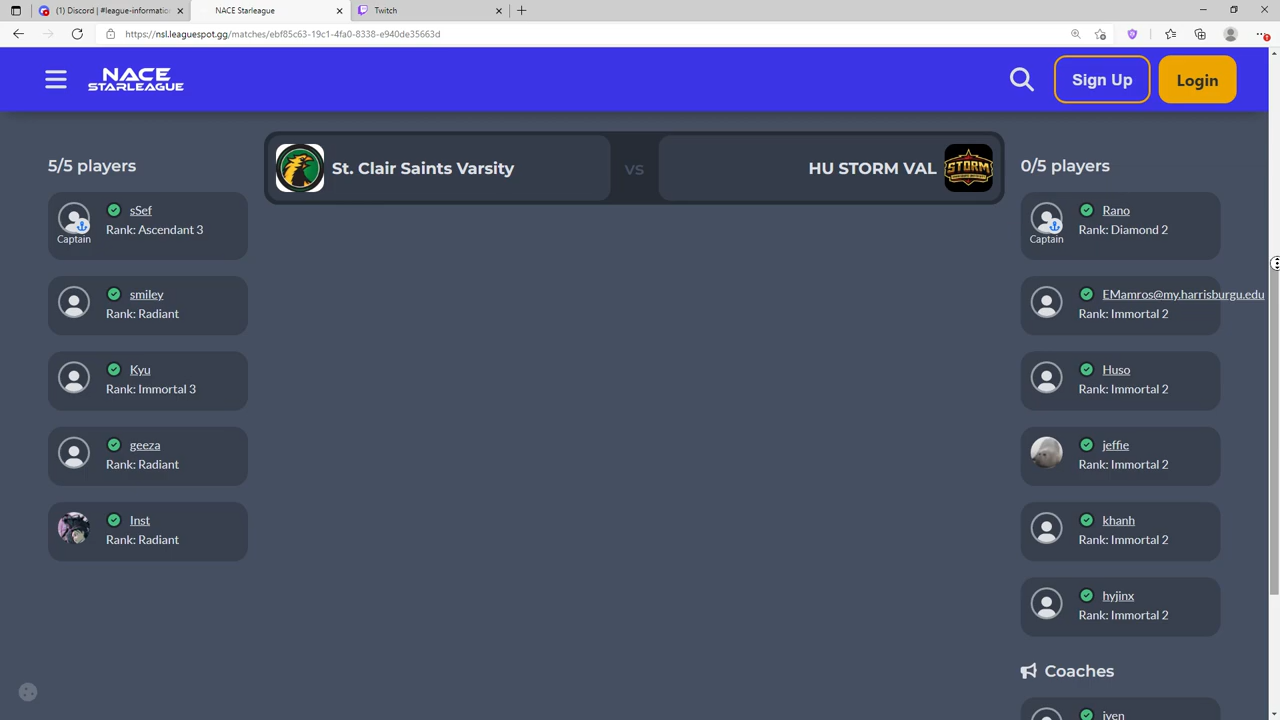 (1) Discord | #league-informatio
NACE Starleague
Twitch
https://nsl.leaguespot.gg/matches/ebf85c63-19c1-4fa0-8338-e940de35663d
NACE
STARLEAGUE
Sign Up
Login
5/5 players
St. Clair Saints Varsity
vs
HU STORM VAL
STORM
0/5 players
sSef
Rank: Ascendant 3
Captain
smiley
Rank: Radiant
Kyu
Rank: Immortal 3
geeza
Rank: Radiant
Inst
Rank: Radiant
Rano
Rank: Diamond 2
Captain
EMamros@my.harrisburgu.edu
Rank: Immortal 2
Huso
Rank: Immortal 2
jeffie
Rank: Immortal 2
khanh
Rank: Immortal 2
hyjinx
Rank: Immortal 2
Coaches